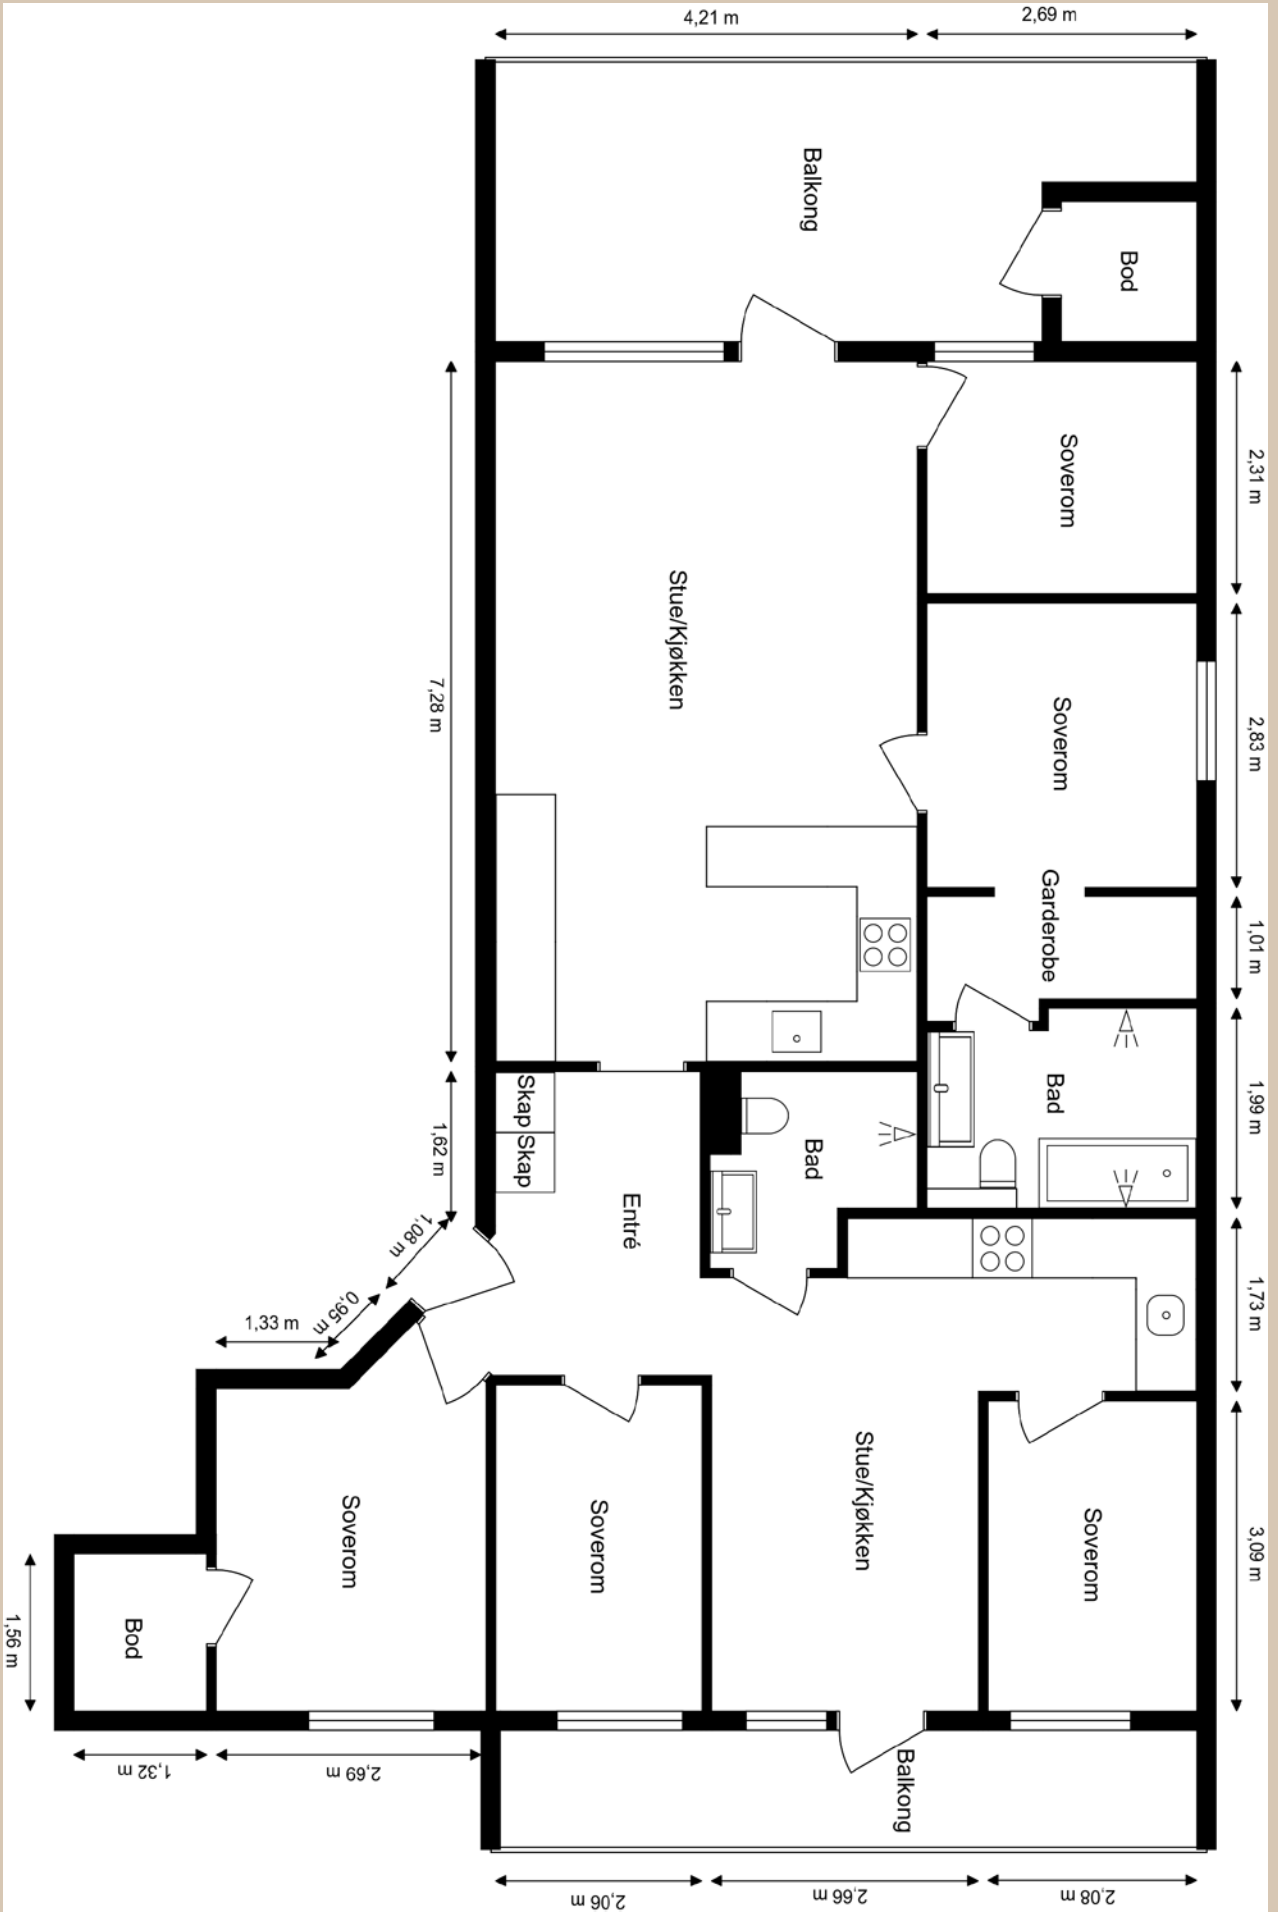 4,21 m
2,69 m
Balkong
Bod
2,31 m
Soverom
Stue/Kjøkken
7,28 m
Soverom
2,83 m
Garderobe
1,01 m
Skap
Skap
1,62 m
Bad
Bad
1,99 m
Entré
1,08 m
0,95 m
1,33 m
1,73 m
Stue/Kjøkken
Soverom
Soverom
Soverom
3,09 m
Bod
1,56 m
1,32 m
2,69 m
Balkong
2,06 m
2,66 m
2,08 m